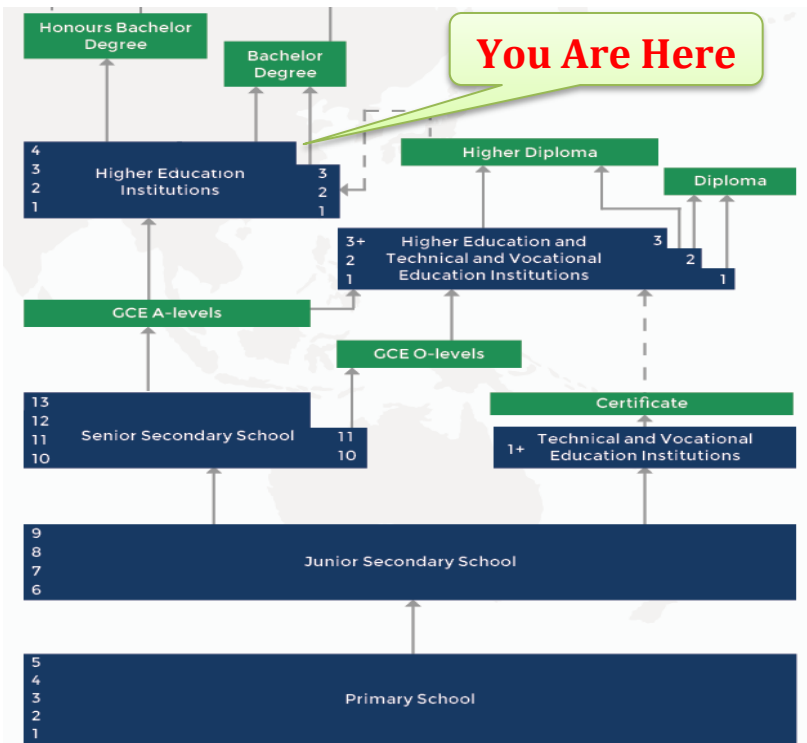 Honours Bachelor
Degree
Bachelor
Degree
You Are Here
4
3
2
1
Higher Education
Institutions
3
2
1
Higher Diploma
Diploma
3+
2
1
Higher Education and
Technical and Vocational
Education Institutions
3
2
1
GCE A-levels
GCE O-levels
13
12
11
10
Senior Secondary School
11
10
Certificate
1+
Technical and Vocational
Education Institutions
9
8
7
6
Junior Secondary School
5
4
3
2
1
Primary School